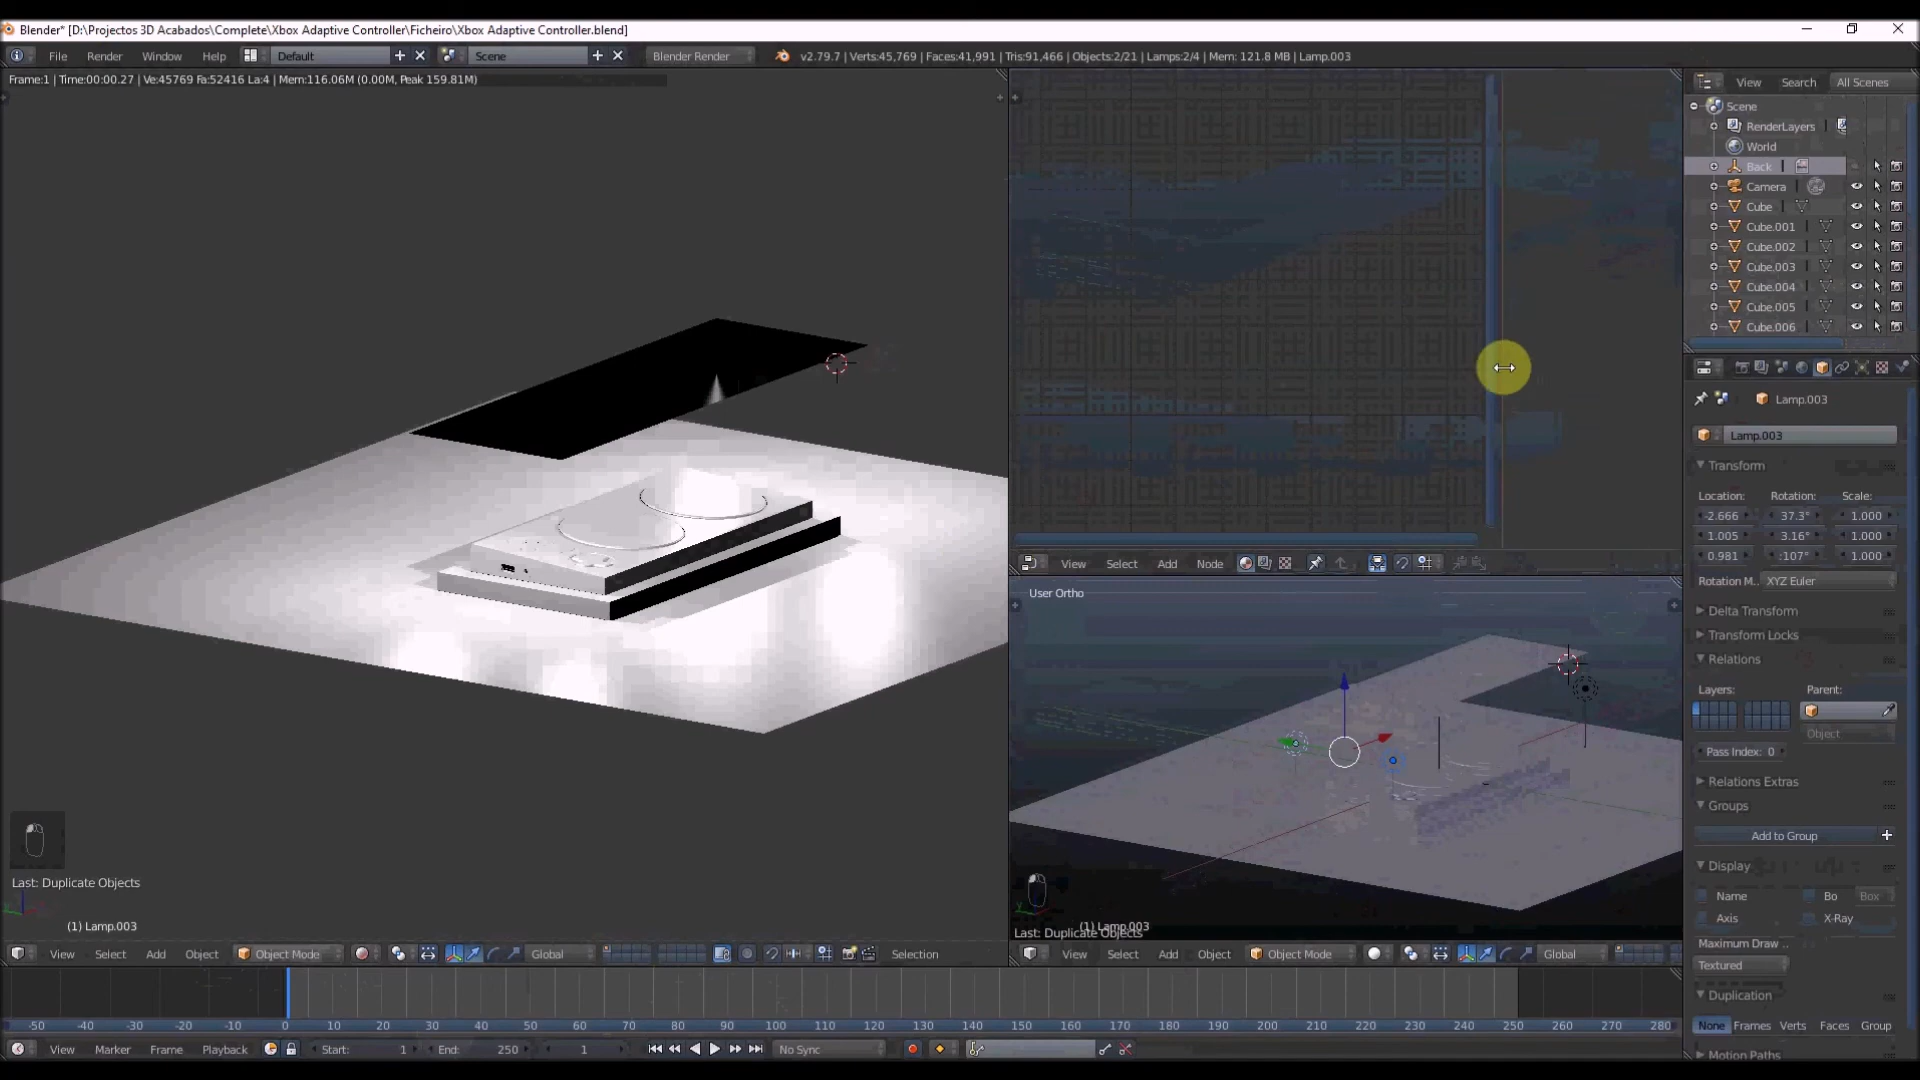 Blender* [D:\Projectos 3D Acabados\Complete\Xbox Adaptive Controller\Ficheiro\Xbox Adaptive Controller.blend]
File Render Window Help Default Scene Blender Render v2.79.7 | Verts:45,769 | Faces:41,991 | Tris:91,466 | Objects:2/21 | Lamps:2/4 | Mem: 121.8 MB | Lamp.003
Frame:1 | Time:00:00.27 | Ve:45769 Fa:52416 La:4 | Mem:116.06M (0.00M, Peak 159.81M)
View Search All Scenes
Scene
RenderLayers
World
Back
Camera
Cube
Cube.001
Cube.002
Cube.003
Cube.004
Cube.005
Cube.006
Lamp.003
Lamp.003
Transform
Location: Rotation: Scale:
-2.666 37.3° 1.000
1.005 3.16° 1.000
0.981 :107° 1.000
Rotation M.. XYZ Euler
Delta Transform
Transform Locks
Relations
Layers: Parent:
Object
Pass Index: 0
Relations Extras
Groups
Add to Group
Display
Name Bo Box
Axis X-Ray
Maximum Draw ..
Textured
Duplication
None Frames Verts Faces Group
Motion Paths
View Select Add Node
User Ortho
(1) Lamp.003
Last: Duplicate Objects
View Select Add Object Object Mode Global
Last: Duplicate Objects
(1) Lamp.003
View Select Add Object Object Mode Global Selection
-50 -40 -30 -20 -10 0 10 20 30 40 50 60 70 80 90 100 110 120 130 140 150 160 170 180 190 200 210 220 230 240 250 260 270 280
View Marker Frame Playback Start: 1 End: 250 1 No Sync